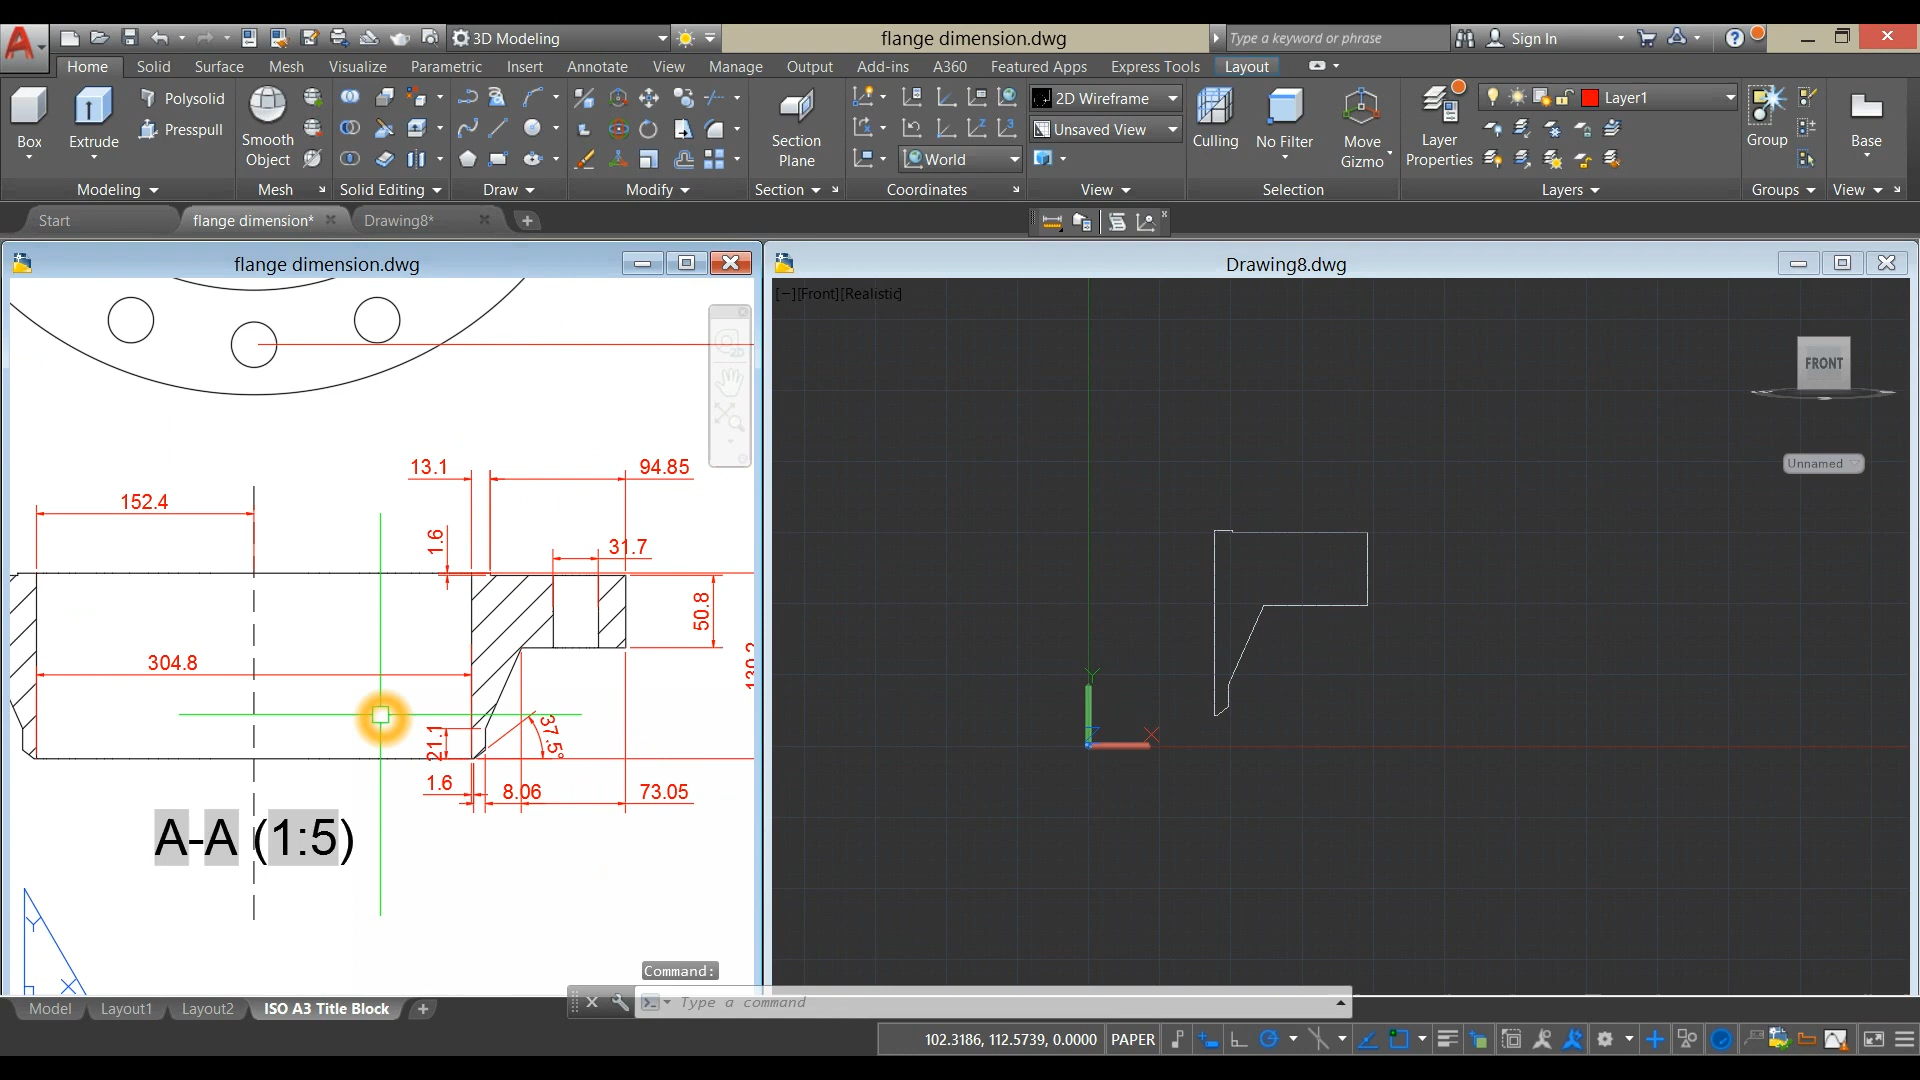 3D Modeling
flange dimension.dwg
Type a keyword or phrase
Sign In
Home Solid Surface Mesh Visualize Parametric Insert Annotate View Manage Output Add-ins A360 Featured Apps Express Tools Layout
Box
Extrude
Polysolid
Presspull
Modeling
Smooth Object
Mesh
Solid Editing
Draw
Modify
Section Plane
Section
World
Coordinates
2D Wireframe
Unsaved View
View
Culling
No Filter
Move Gizmo
Selection
Layer Properties
Layer1
Layers
Group
Groups
Base
View
Start
flange dimension*
Drawing8*
flange dimension.dwg
Drawing8.dwg
[−][Front][Realistic]
FRONT
Unnamed
13.1
94.85
152.4
1.6
31.7
50.8
304.8
21.1
37.5°
1.6
8.06
73.05
A-A (1:5)
Y
X
Y
X
Command:
Type a command
Model
Layout1
Layout2
ISO A3 Title Block
102.3186, 112.5739, 0.0000
PAPER